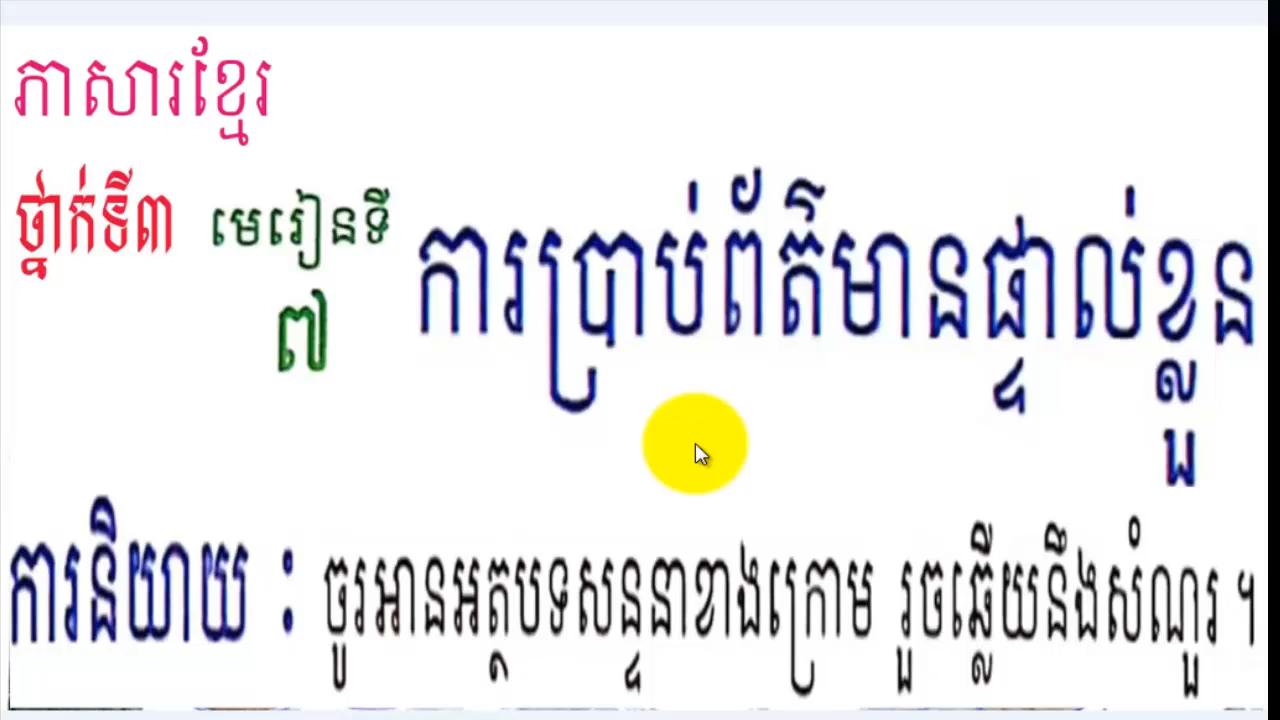 ភាសារខ្មែរ
ថ្នាក់ទី៣ មេរៀនទី
៧
ការប្រាប់ព័ត៌មានផ្ទាល់ខ្លួន
ការនិយាយ ៖ ចូរអានអត្ថបទសន្ទនាខាងក្រោម រួចឆ្លើយនឹងសំណួរ ។